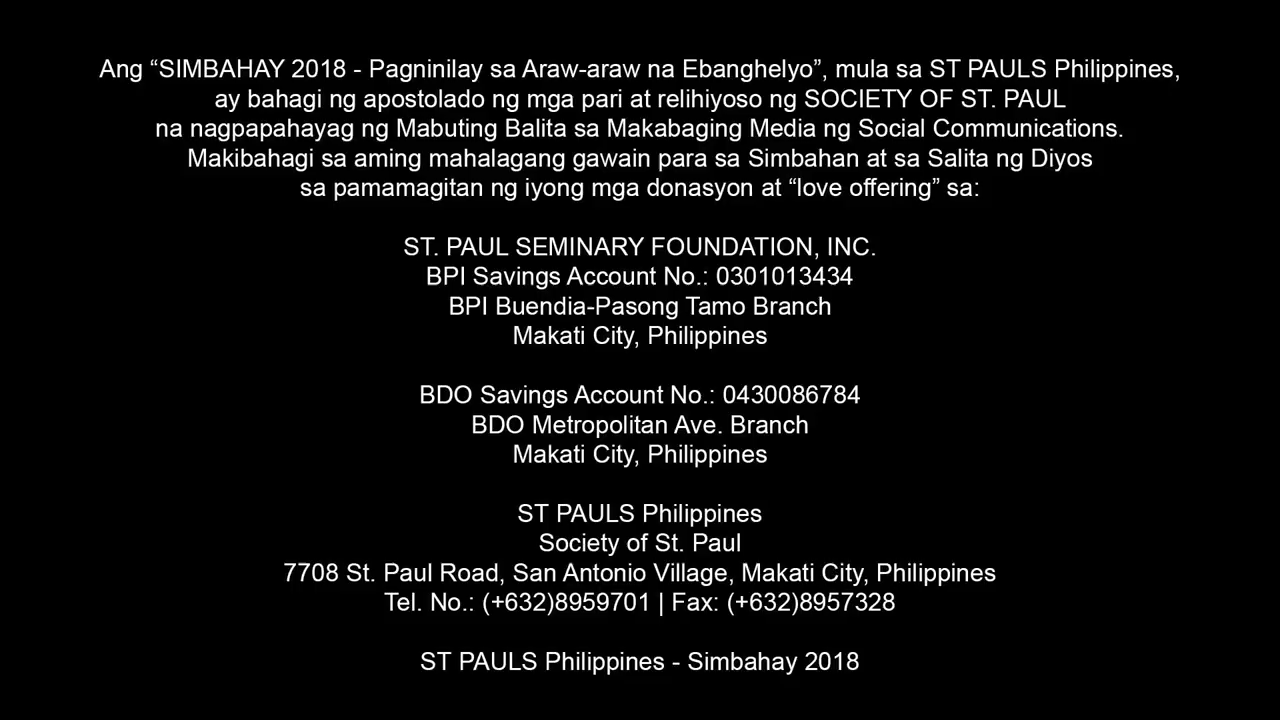 Ang “SIMBAHAY 2018 - Pagninilay sa Araw-araw na Ebanghelyo”, mula sa ST PAULS Philippines,
ay bahagi ng apostolado ng mga pari at relihiyoso ng SOCIETY OF ST. PAUL
na nagpapahayag ng Mabuting Balita sa Makabaging Media ng Social Communications.
Makibahagi sa aming mahalagang gawain para sa Simbahan at sa Salita ng Diyos
sa pamamagitan ng iyong mga donasyon at “love offering” sa:
ST. PAUL SEMINARY FOUNDATION, INC.
BPI Savings Account No.: 0301013434
BPI Buendia-Pasong Tamo Branch
Makati City, Philippines
BDO Savings Account No.: 0430086784
BDO Metropolitan Ave. Branch
Makati City, Philippines
ST PAULS Philippines
Society of St. Paul
7708 St. Paul Road, San Antonio Village, Makati City, Philippines
Tel. No.: (+632)8959701 | Fax: (+632)8957328
ST PAULS Philippines - Simbahay 2018